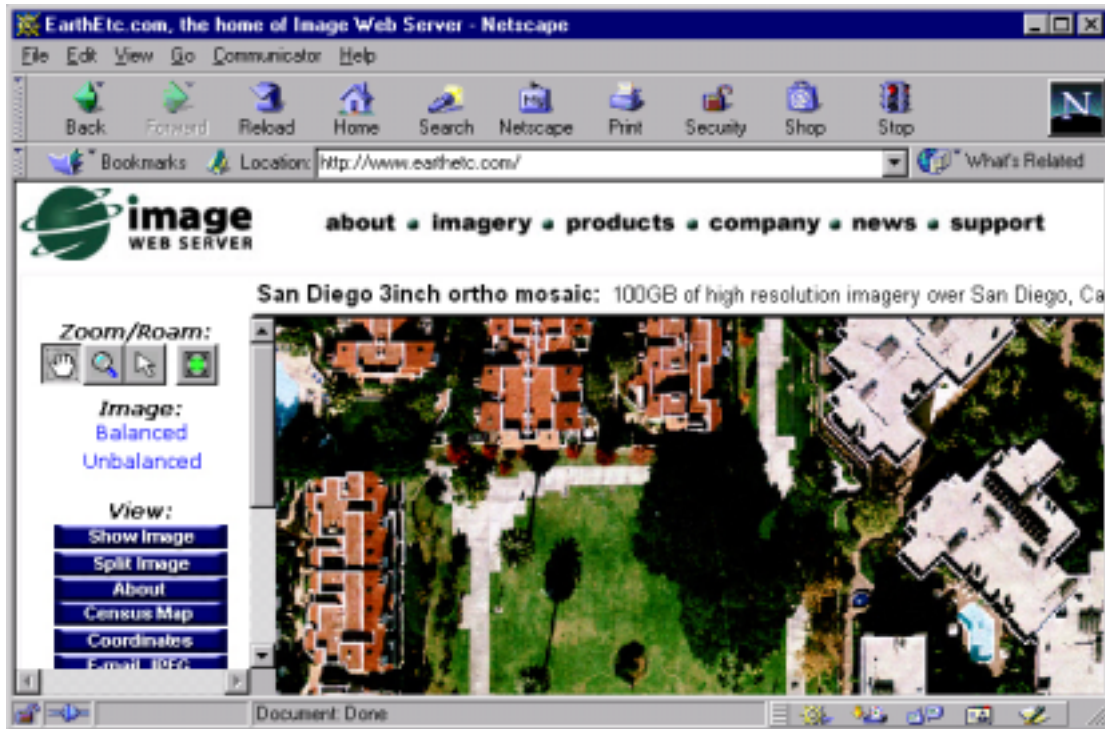 EarthEtc.com, the home of Image Web Server - Netscape
File Edit View Go Communicator Help
Back Forward Reload Home Search Netscape Print Security Shop Stop
N
Bookmarks Location: http://www.earthetc.com/ What's Related
image
WEB SERVER
about imagery products company news support
San Diego 3inch ortho mosaic: 100GB of high resolution imagery over San Diego, Ca
Zoom/Roam:
Image:
Balanced
Unbalanced
View:
Show Image
Split Image
About
Census Map
Coordinates
E-mail JPEG
Document: Done